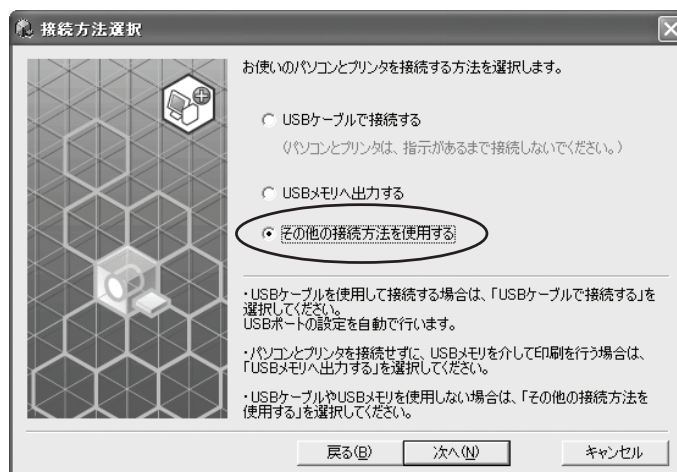 接続方法選択
お使いのパソコンとプリンタを接続する方法を選択します。
USBケーブルで接続する
(パソコンとプリンタは、指示があるまで接続しないでください。)
USBメモリへ出力する
その他の接続方法を使用する
・USBケーブルを使用して接続する場合は、「USBケーブルで接続する」を
選択してください。
USBポートの設定を自動で行います。
・パソコンとプリンタを接続せずに、USBメモリを介して印刷を行う場合は、
「USBメモリへ出力する」を選択してください。
・USBケーブルやUSBメモリを使用しない場合は、「その他の接続方法を
使用する」を選択してください。
戻る(B) 次へ(N) キャンセル